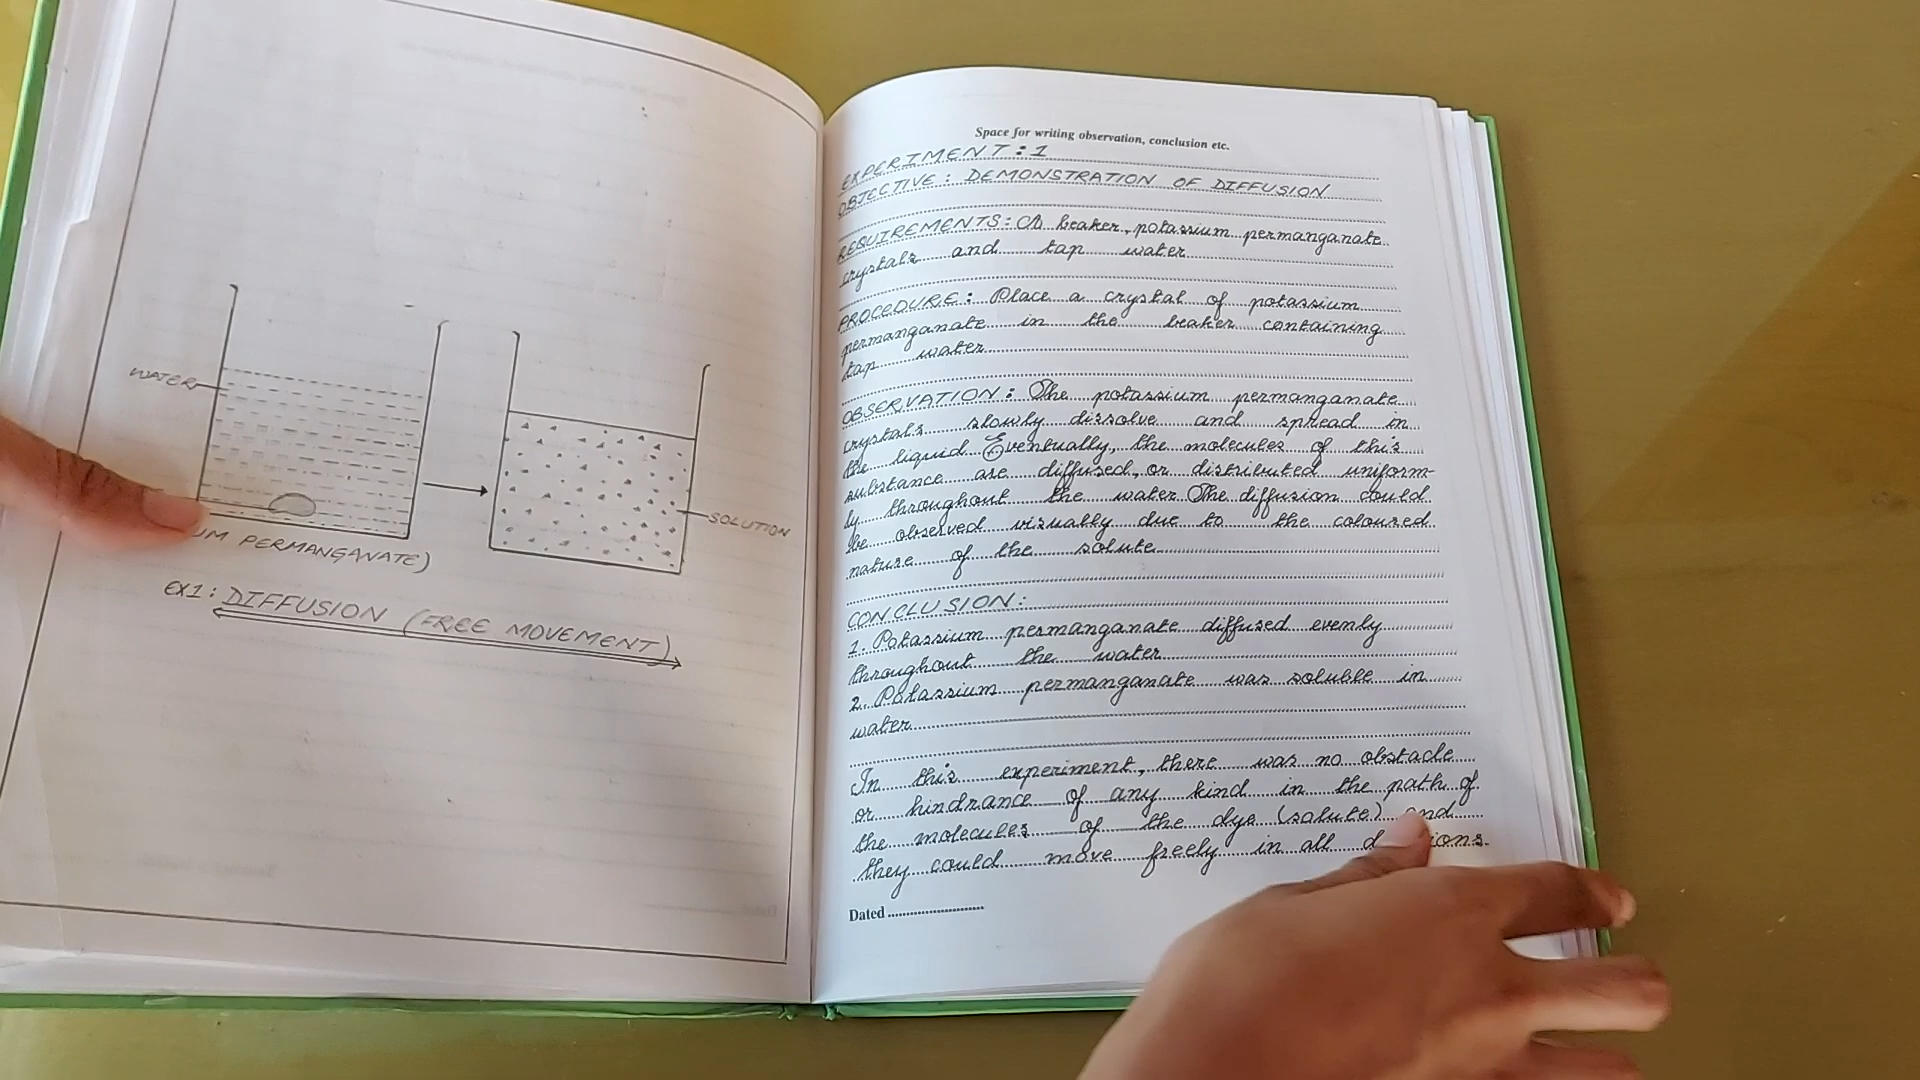 WATER
SOLUTION
UM PERMANGANATE)
EX1: DIFFUSION (FREE MOVEMENT)
Space for writing observation, conclusion etc.
EXPERIMENT: 1
OBJECTIVE: DEMONSTRATION OF DIFFUSION
REQUIREMENTS: A beaker, potassium permanganate
crystals and tap water
PROCEDURE: Place a crystal of potassium
permanganate in the beaker containing
tap water
OBSERVATION: The potassium permanganate
crystals slowly dissolve and spread in
the liquid Eventually, the molecules of this
substance are diffused, or distributed uniform-
ly throughout the water. The diffusion could
be observed visually due to the coloured
nature of the solute
CONCLUSION:
1. Potassium permanganate diffused evenly
throughout the water
2. Potassium permanganate was soluble in
water
In this experiment, there was no obstacle
or hindrance of any kind in the path of
the molecules of the dye (solute) and
they could move freely in all
Dated